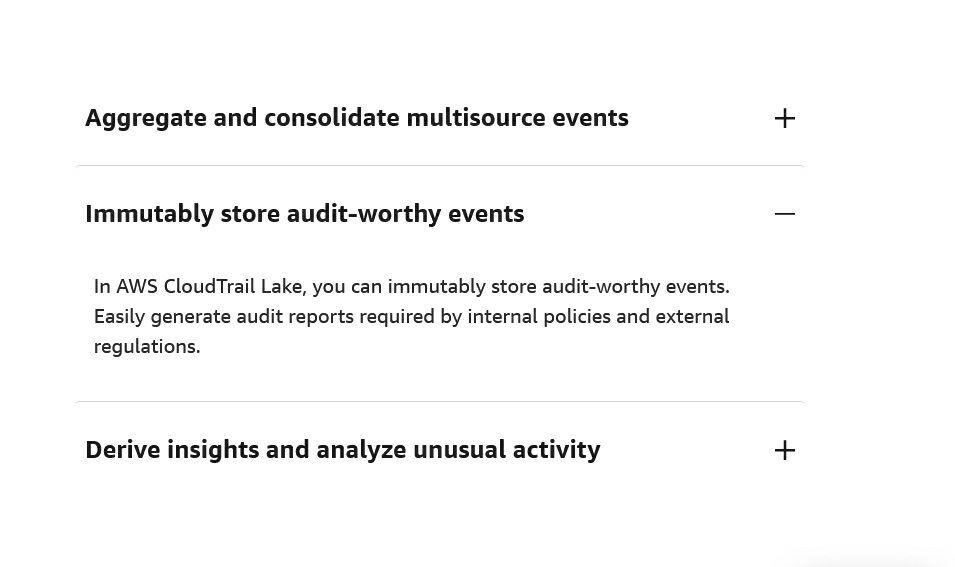 Aggregate and consolidate multisource events
Immutably store audit-worthy events
In AWS CloudTrail Lake, you can immutably store audit-worthy events.
Easily generate audit reports required by internal policies and external
regulations.
Derive insights and analyze unusual activity